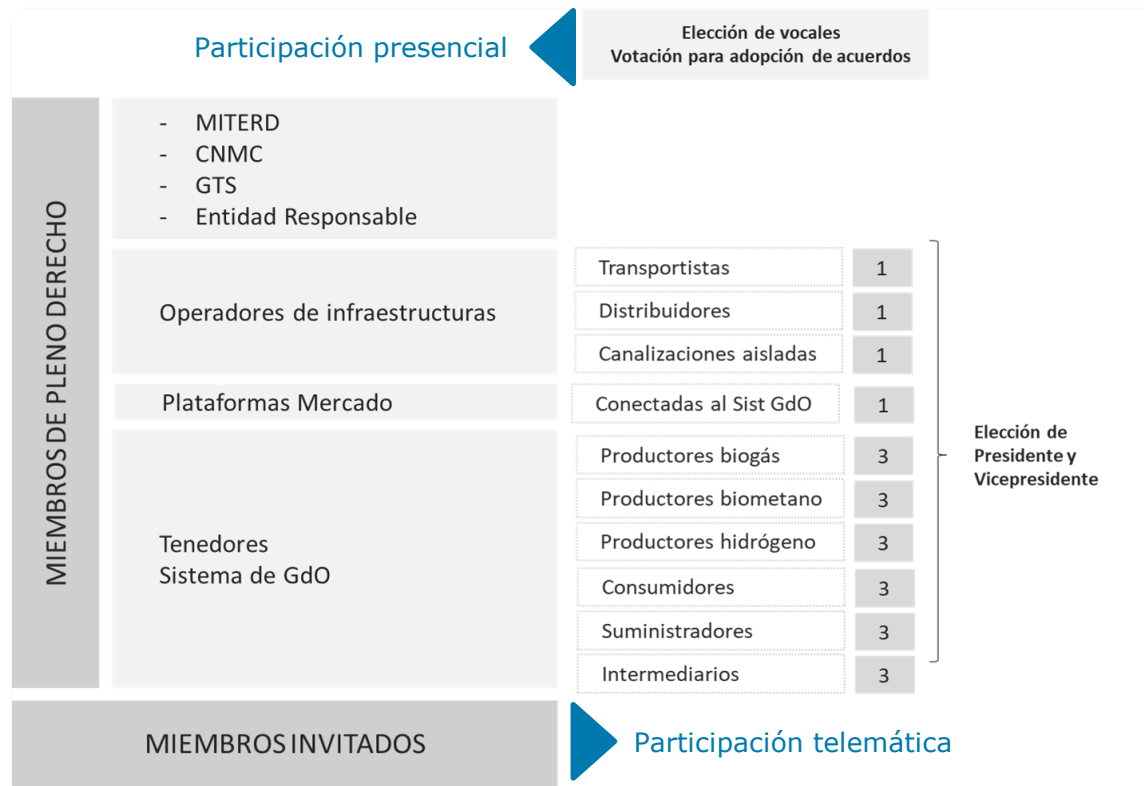 Participación presencial
Elección de vocales
Votación para adopción de acuerdos
MIEMBROS DE PLENO DERECHO
- MITERD
- CNMC
- GTS
- Entidad Responsable
Operadores de infraestructuras
Transportistas 1
Distribuidores 1
Canalizaciones aisladas 1
Plataformas Mercado
Conectadas al Sist GdO 1
Tenedores
Sistema de GdO
Productores biogás 3
Productores biometano 3
Productores hidrógeno 3
Consumidores 3
Suministradores 3
Intermediarios 3
Elección de
Presidente y
Vicepresidente
MIEMBROS INVITADOS
Participación telemática